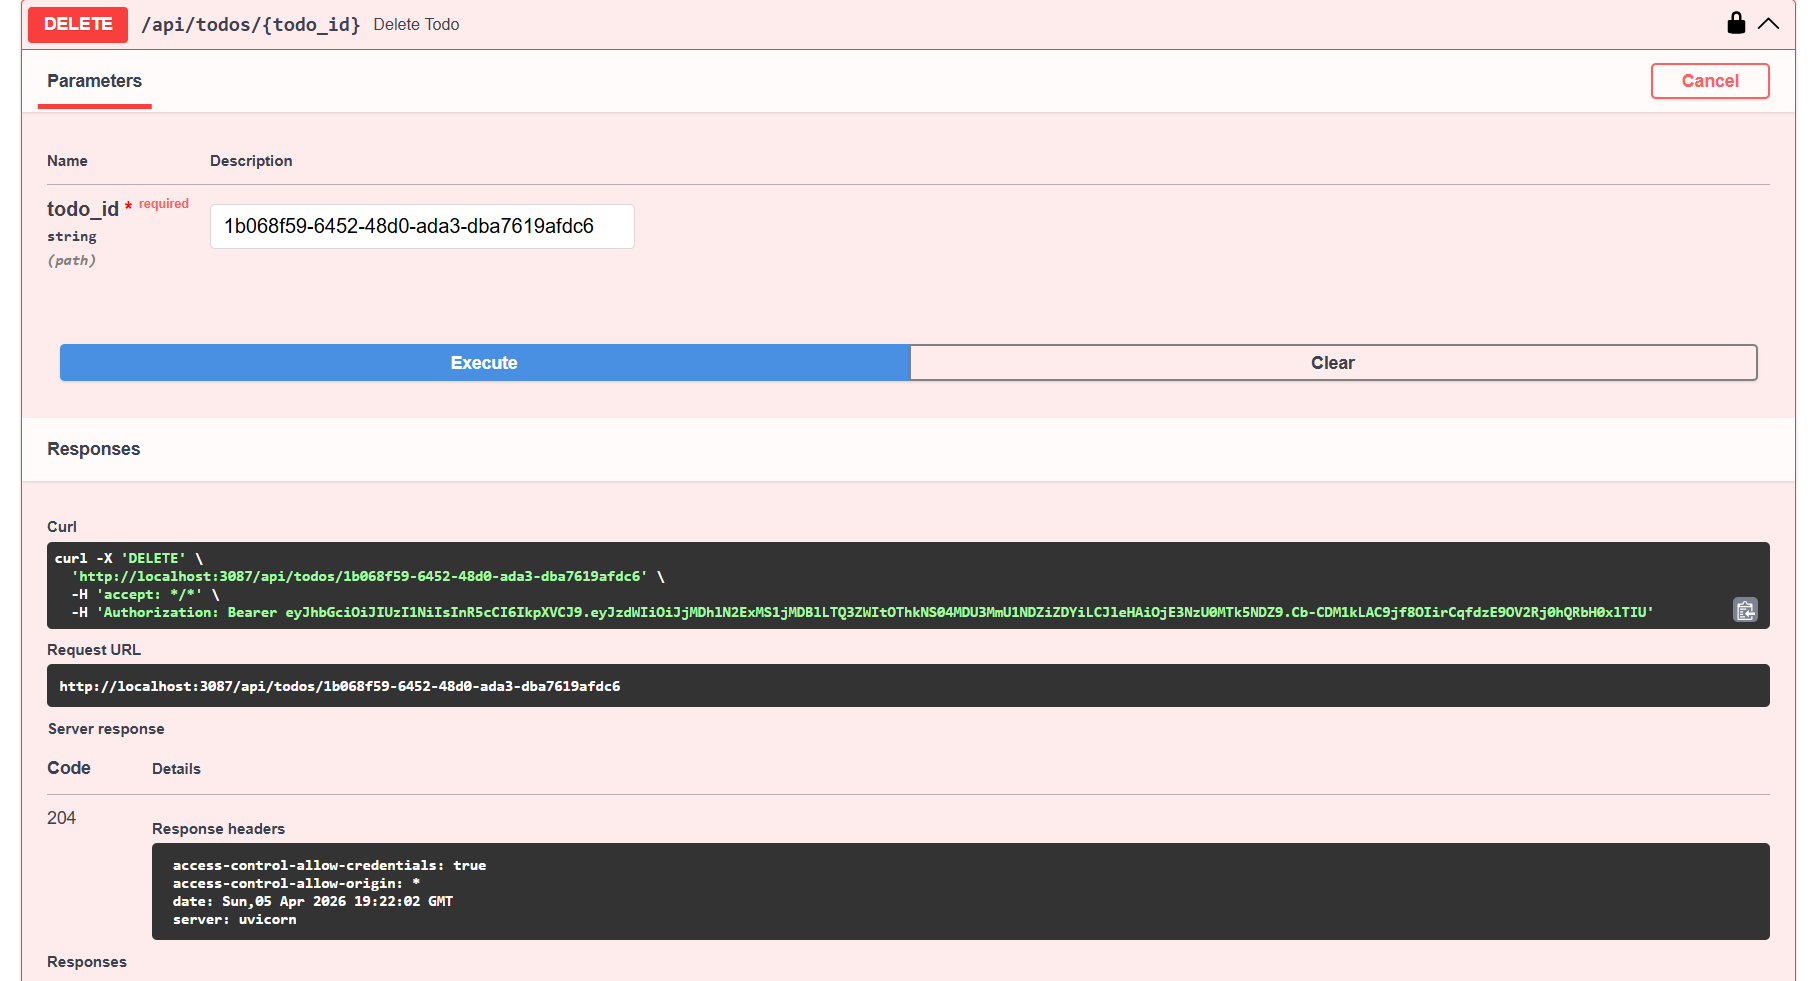 DELETE /api/todos/{todo_id} Delete Todo
Parameters
Cancel
Name Description
todo_id * required
string
(path)
1b068f59-6452-48d0-ada3-dba7619afdc6
Execute Clear
Responses
Curl
curl -X 'DELETE' \
'http://localhost:3087/api/todos/1b068f59-6452-48d0-ada3-dba7619afdc6' \
-H 'accept: */*' \
-H 'Authorization: Bearer eyJhbGciOiJIUzI1NiIsInR5cCI6IkpXVCJ9.eyJzdWIiOiJjMDhlN2ExMS1jMDB1LTQ3ZWItOThkNS04MDU3MmU1NDZiZDYiLCJleHAiOjE3NzU0MTk5NDZ9.Cb-CDM1kLAC9jf8OIirCqfdzE9OV2Rj0hQRbH0xlTIU'
Request URL
http://localhost:3087/api/todos/1b068f59-6452-48d0-ada3-dba7619afdc6
Server response
Code Details
204
Response headers
access-control-allow-credentials: true
access-control-allow-origin: *
date: Sun,05 Apr 2026 19:22:02 GMT
server: uvicorn
Responses